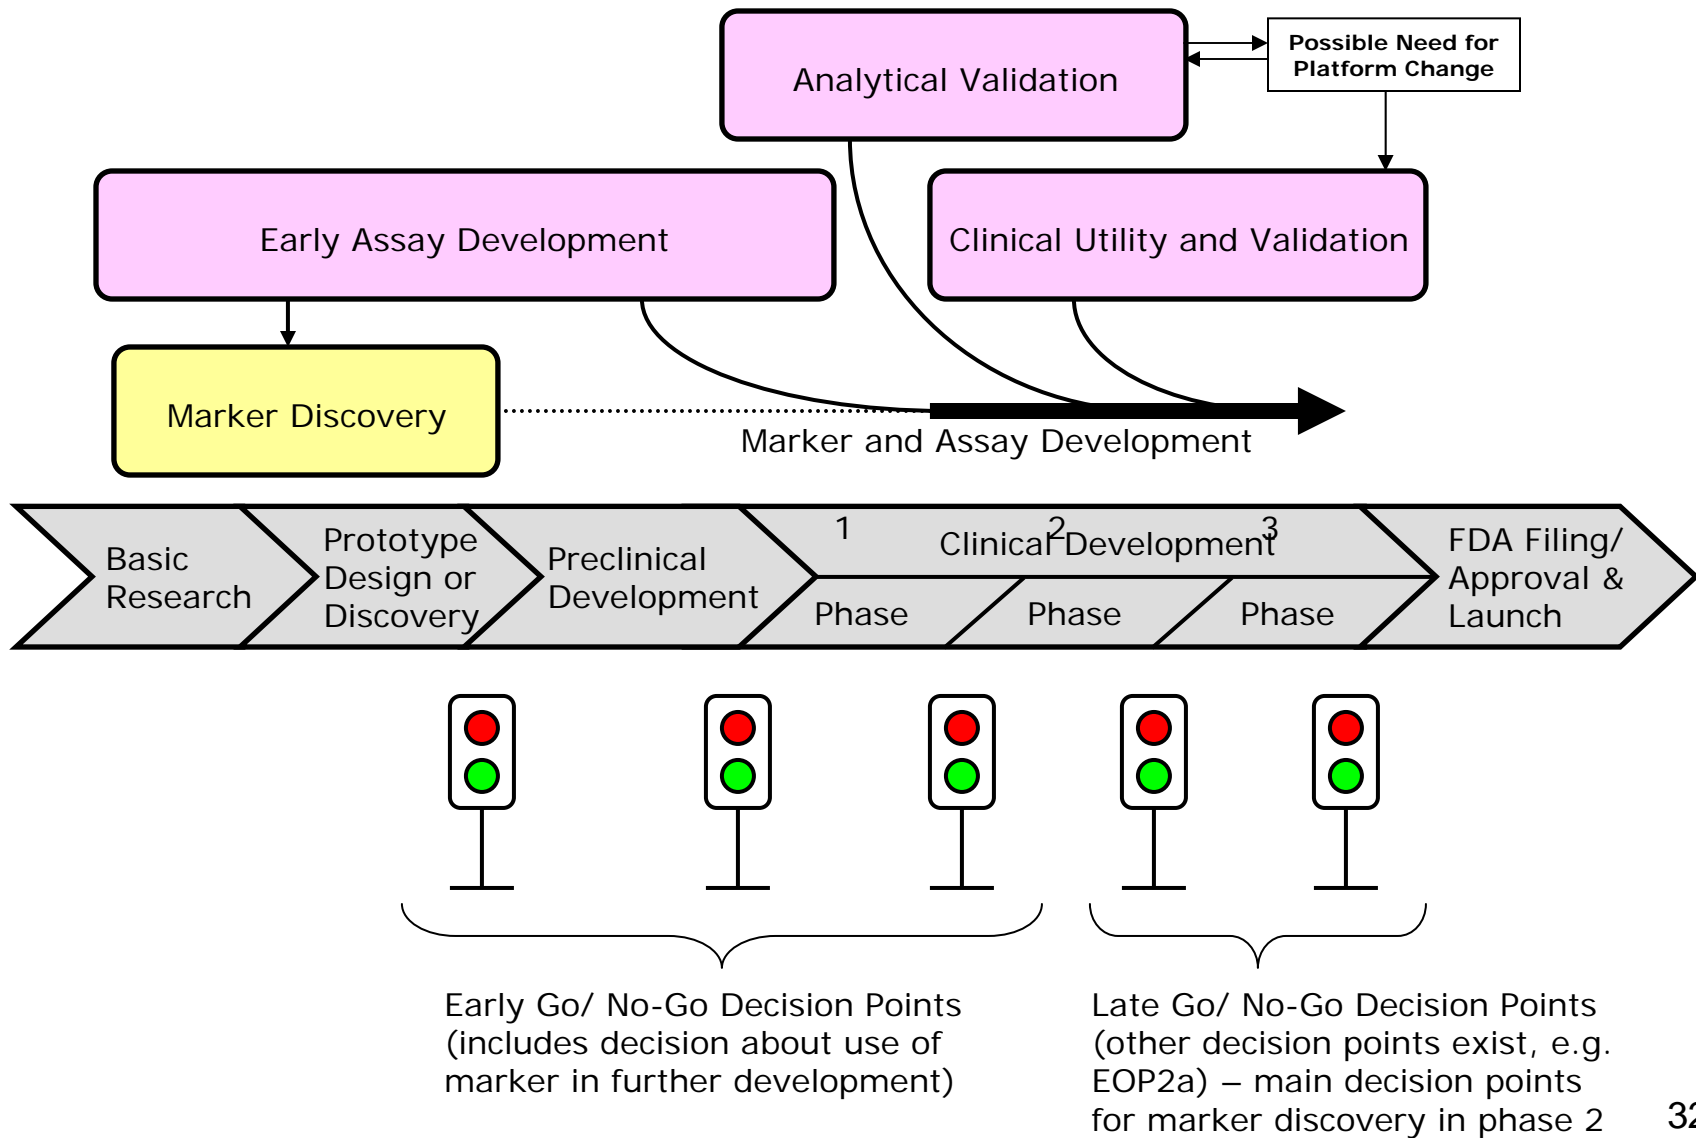 Analytical Validation
Possible Need for
Platform Change
Early Assay Development
Clinical Utility and Validation
Marker Discovery
Marker and Assay Development
Basic
Research
Prototype
Design or
Discovery
Preclinical
Development
1
2
3
Clinical Development
Phase
Phase
Phase
FDA Filing/
Approval &
Launch
Early Go/ No-Go Decision Points
(includes decision about use of
marker in further development)
Late Go/ No-Go Decision Points
(other decision points exist, e.g.
EOP2a) – main decision points
for marker discovery in phase 2
32